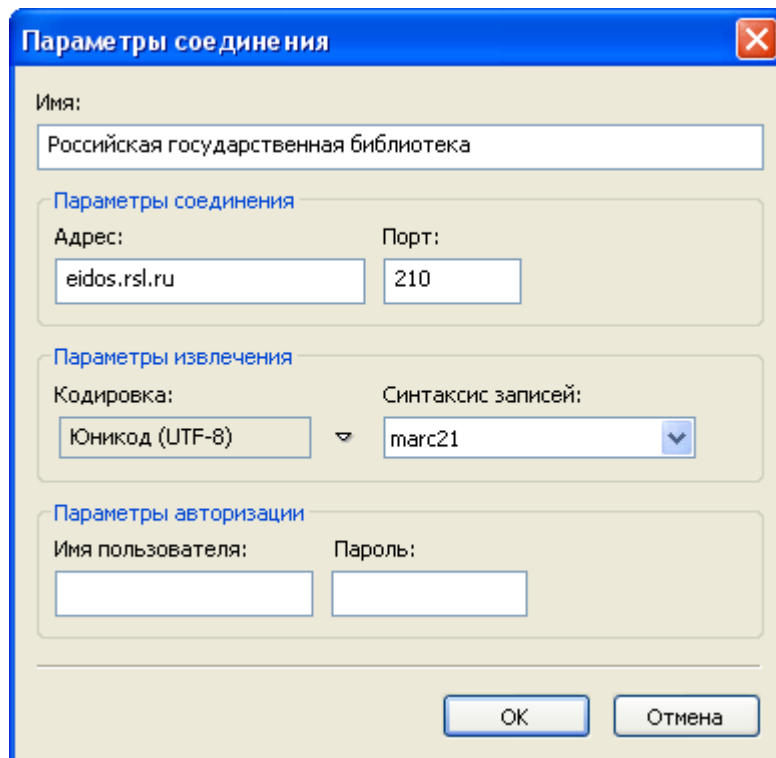 Параметры соединения
Имя:
Российская государственная библиотека
Параметры соединения
Адрес: Порт:
eidos.rsl.ru 210
Параметры извлечения
Кодировка: Синтаксис записей:
Юникод (UTF-8) marc21
Параметры авторизации
Имя пользователя: Пароль:
OK Отмена